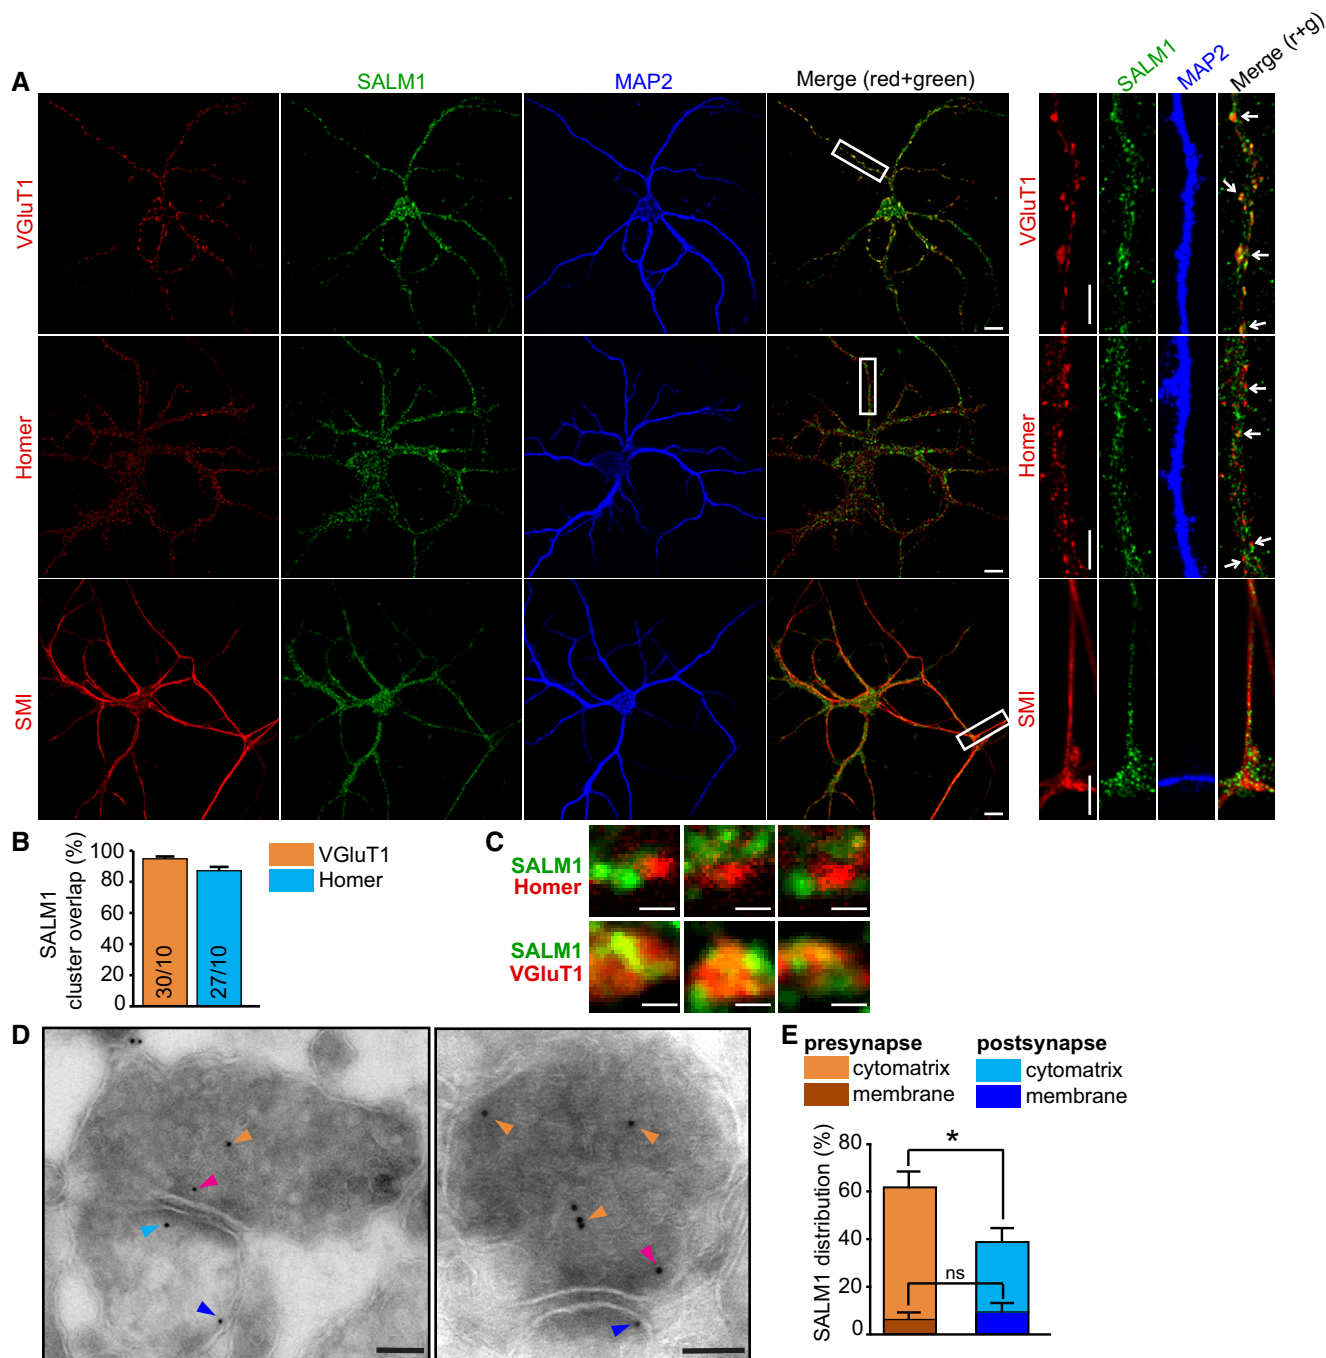 A
SALM1
MAP2
Merge (red+green)
SALM1
MAP2
Merge (r+g)
VGluT1
VGluT1
Homer
Homer
SMI
SMI
B
SALM1
cluster overlap (%)
100
80
60
40
20
0
30/10
27/10
VGluT1
Homer
C
SALM1
Homer
SALM1
VGluT1
D
E
presynapse
cytomatrix
membrane
postsynapse
cytomatrix
membrane
SALM1 distribution (%)
80
60
40
20
0
*
ns